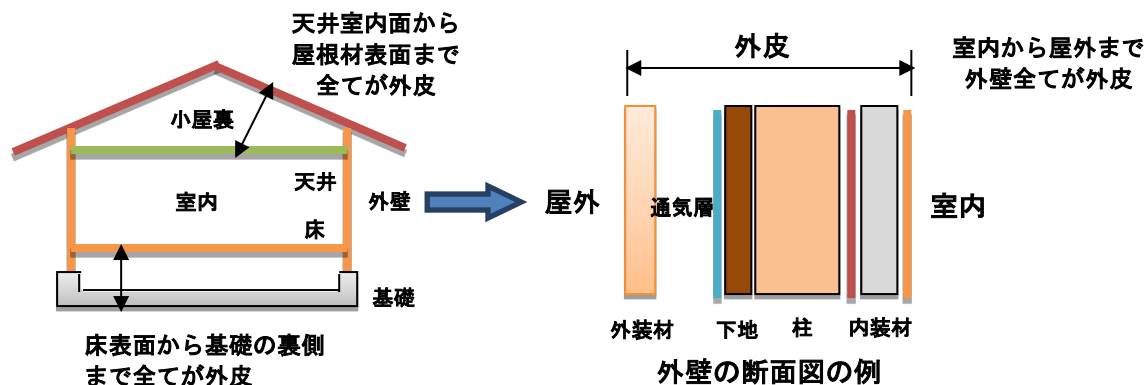 天井室内面から
屋根材表面まで
全てが外皮
小屋裏
天井
室内
外壁
床
基礎
床表面から基礎の裏側
まで全てが外皮
外皮
室内から屋外まで
外壁全てが外皮
屋外
通気層
室内
外装材
下地
柱
内装材
外壁の断面図の例